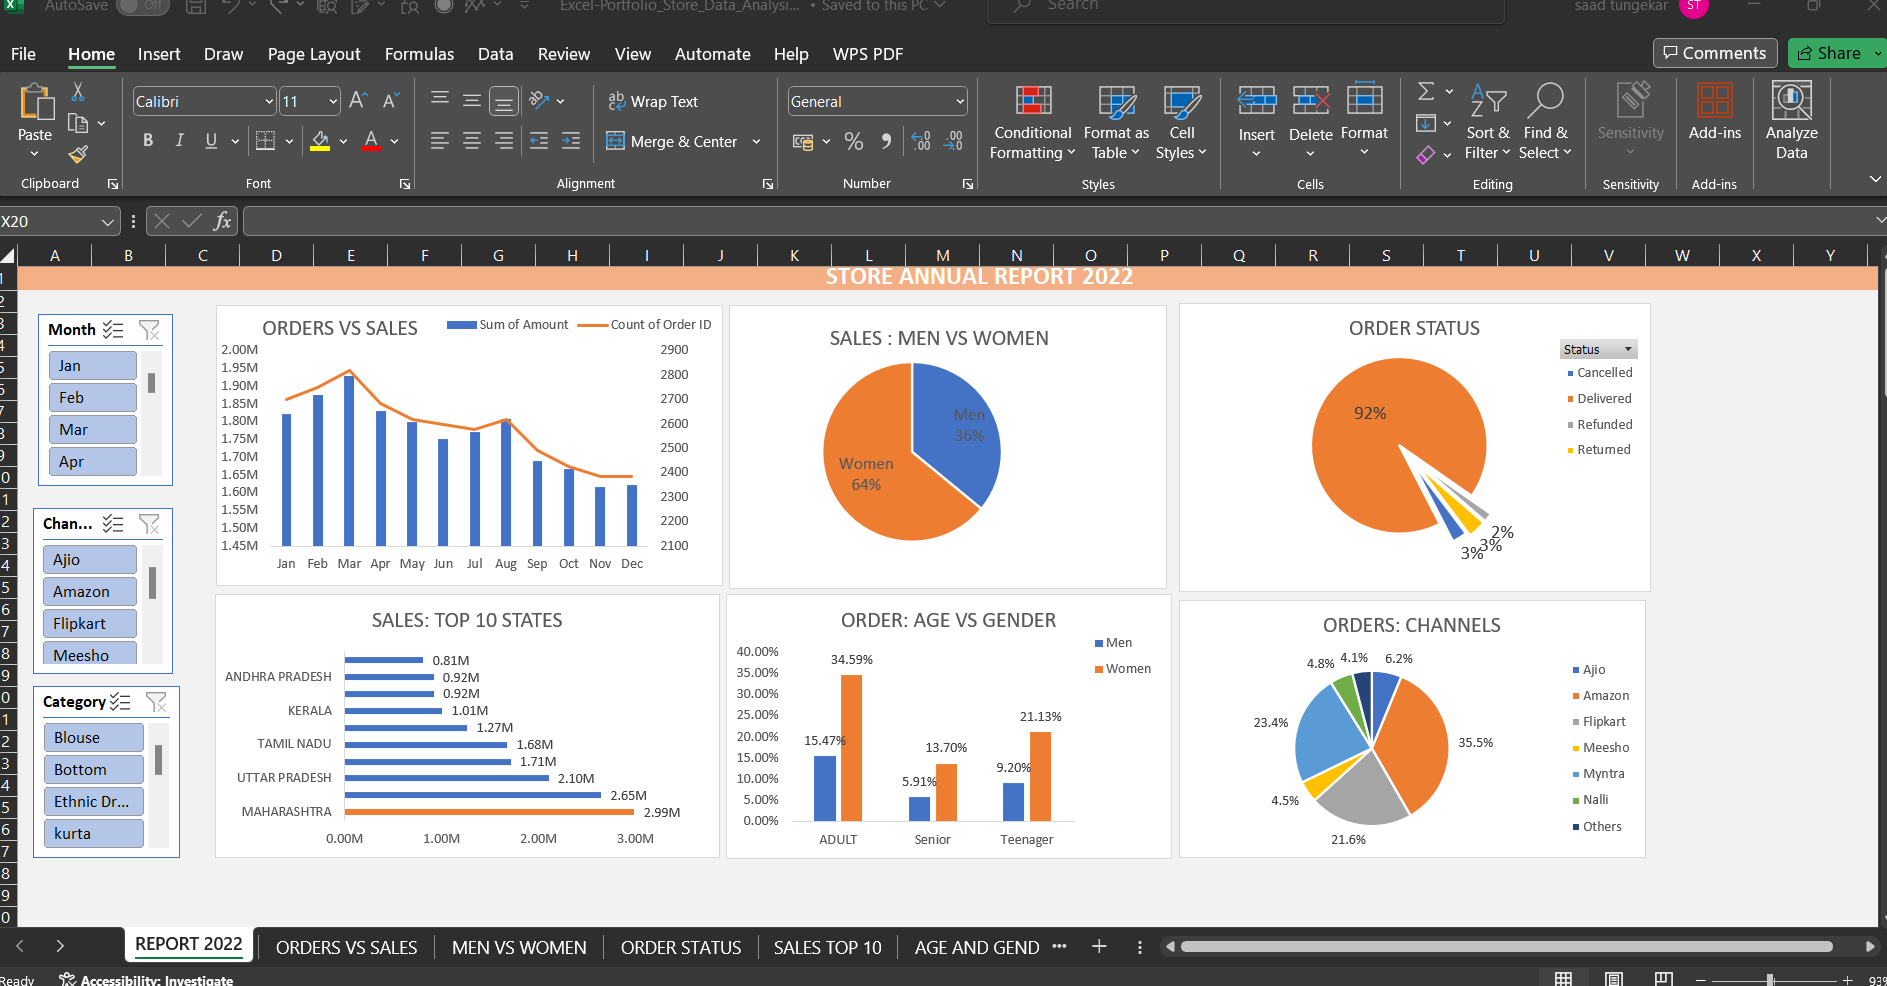 AutoSave Off Excel-Portfolio_Store_Data_Analysi... • Saved to this PC Search saad tungekar ST
File Home Insert Draw Page Layout Formulas Data Review View Automate Help WPS PDF Comments Share
Paste
Clipboard
Calibri 11
B I U
Font
Wrap Text
Merge & Center
Alignment
General
Number
Conditional Formatting
Format as Table
Cell Styles
Styles
Insert Delete Format
Cells
Sort & Filter
Find & Select
Editing
Sensitivity
Sensitivity
Add-ins
Add-ins
Analyze Data
X20 fx
A B C D E F G H I J K L M N O P Q R S T U V W X Y
STORE ANNUAL REPORT 2022
Month
Jan
Feb
Mar
Apr
Chan...
Ajio
Amazon
Flipkart
Meesho
Category
Blouse
Bottom
Ethnic Dr...
kurta
ORDERS VS SALES
Sum of Amount Count of Order ID
2.00M 2900
1.95M
1.90M 2800
1.85M 2700
1.80M 2600
1.75M
1.70M 2500
1.65M 2400
1.60M 2300
1.55M
1.50M 2200
1.45M 2100
Jan Feb Mar Apr May Jun Jul Aug Sep Oct Nov Dec
SALES : MEN VS WOMEN
Men
36%
Women
64%
ORDER STATUS
Status
Cancelled
Delivered
Refunded
Returned
92%
2%
3%
3%
SALES: TOP 10 STATES
0.81M
ANDHRA PRADESH 0.92M
0.92M
KERALA 1.01M
1.27M
TAMIL NADU 1.68M
1.71M
UTTAR PRADESH 2.10M
2.65M
MAHARASHTRA 2.99M
0.00M 1.00M 2.00M 3.00M
ORDER: AGE VS GENDER
Men
Women
40.00%
35.00%
30.00%
25.00%
20.00%
15.00%
10.00%
5.00%
0.00%
15.47% 34.59%
5.91% 13.70%
9.20% 21.13%
ADULT Senior Teenager
ORDERS: CHANNELS
4.8% 4.1% 6.2%
23.4% 35.5%
4.5%
21.6%
Ajio
Amazon
Flipkart
Meesho
Myntra
Nalli
Others
REPORT 2022 ORDERS VS SALES MEN VS WOMEN ORDER STATUS SALES TOP 10 AGE AND GEND
Ready Accessibility: Investigate